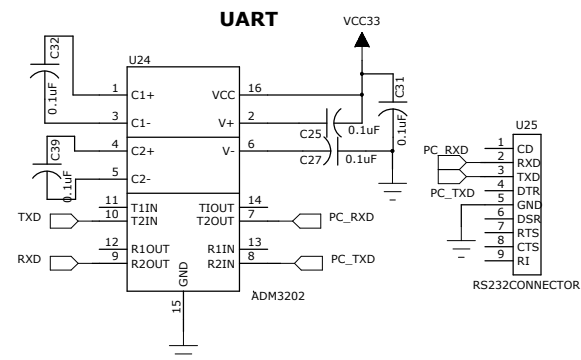 UART
VCC33
C32
0.1uF
U24
1 C1+ VCC 16
3 C1- V+ 2
4 C2+ V- 6
5 C2-
C39
0.1uF
C25 0.1uF
C27 0.1uF
C31
0.1uF
11 T1IN TIOUT 14
TXD 10 T2IN T2OUT 7 PC_RXD
12 R1OUT R1IN 13
RXD 9 R2OUT R2IN 8 PC_TXD
GND
15
ADM3202
U25
PC_RXD
PC_TXD
1 CD
2 RXD
3 TXD
4 DTR
5 GND
6 DSR
7 RTS
8 CTS
9 RI
RS232CONNECTOR